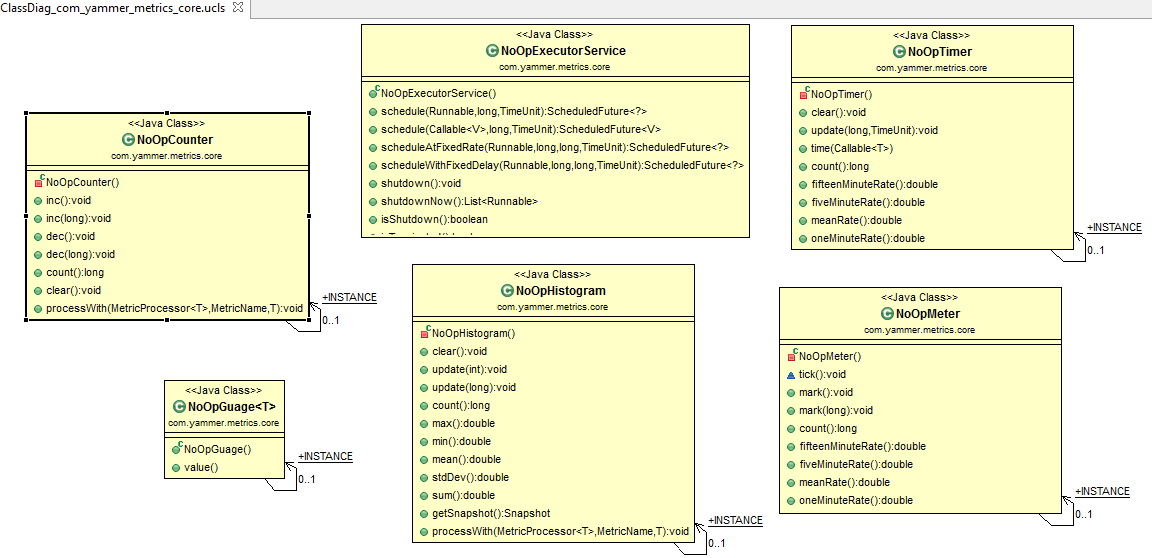 ClassDiag_com_yammer_metrics_core.ucls
<<Java Class>>
NoOpExecutorService
com.yammer.metrics.core
NoOpExecutorService()
schedule(Runnable,long,TimeUnit):ScheduledFuture<?>
schedule(Callable<V>,long,TimeUnit):ScheduledFuture<V>
scheduleAtFixedRate(Runnable,long,long,TimeUnit):ScheduledFuture<?>
scheduleWithFixedDelay(Runnable,long,long,TimeUnit):ScheduledFuture<?>
shutdown():void
shutdownNow():List<Runnable>
isShutdown():boolean
<<Java Class>>
NoOpTimer
com.yammer.metrics.core
NoOpTimer()
clear():void
update(long,TimeUnit):void
time(Callable<T>)
count():long
fifteenMinuteRate():double
fiveMinuteRate():double
meanRate():double
oneMinuteRate():double
+INSTANCE
0..1
<<Java Class>>
NoOpCounter
com.yammer.metrics.core
NoOpCounter()
inc():void
inc(long):void
dec():void
dec(long):void
count():long
clear():void
processWith(MetricProcessor<T>,MetricName,T):void
+INSTANCE
0..1
<<Java Class>>
NoOpHistogram
com.yammer.metrics.core
NoOpHistogram()
clear():void
update(int):void
update(long):void
count():long
max():double
min():double
mean():double
stdDev():double
sum():double
getSnapshot():Snapshot
processWith(MetricProcessor<T>,MetricName,T):void
+INSTANCE
0..1
<<Java Class>>
NoOpMeter
com.yammer.metrics.core
NoOpMeter()
tick():void
mark():void
mark(long):void
count():long
fifteenMinuteRate():double
fiveMinuteRate():double
meanRate():double
oneMinuteRate():double
+INSTANCE
0..1
<<Java Class>>
NoOpGuage<T>
com.yammer.metrics.core
NoOpGuage()
value()
+INSTANCE
0..1